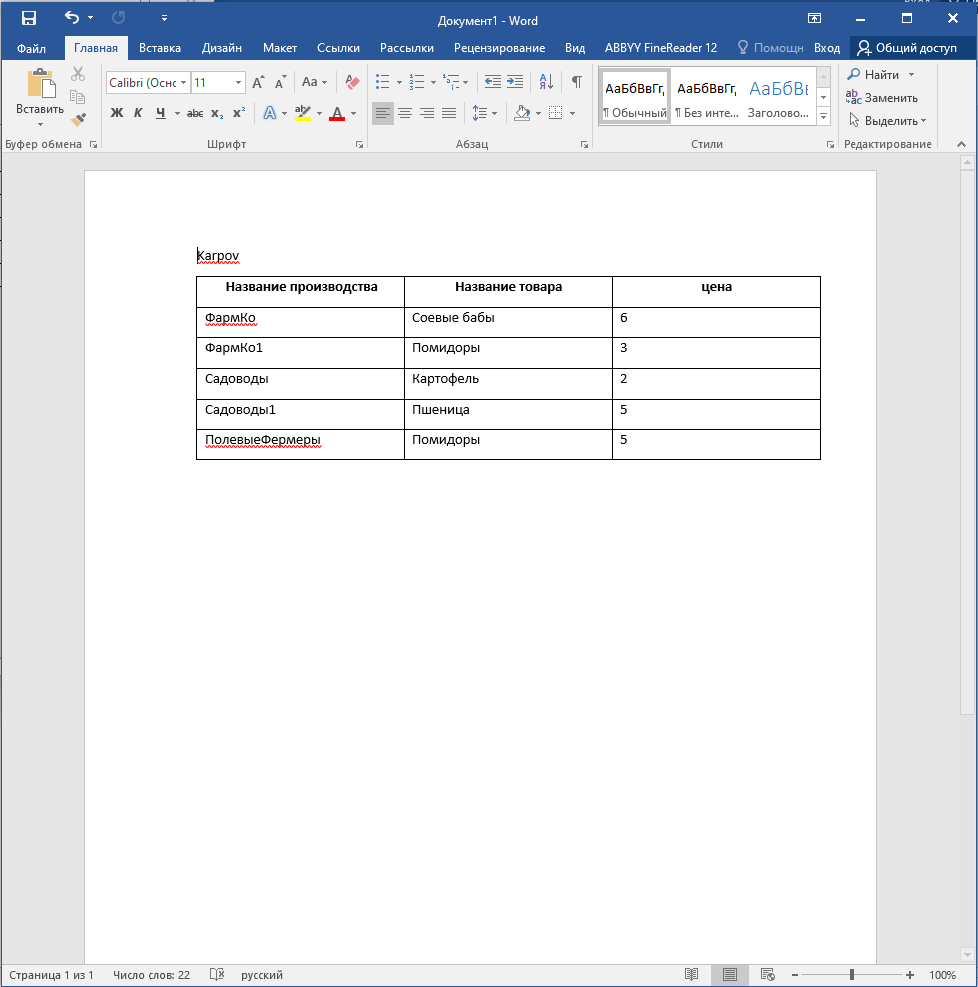 Документ1 - Word
Файл Главная Вставка Дизайн Макет Ссылки Рассылки Рецензирование Вид ABBYY FineReader 12 Помощн Вход Общий доступ
Вставить
Calibri (Оснс 11
Aa
Ж К Ч abc x₂ x²
АаБбВвГг, АаБбВвГг, АаБбВв
¶ Обычный ¶ Без инте... Заголово...
Найти
Заменить
Выделить
Буфер обмена Шрифт Абзац Стили Редактирование
Karpov
Название производства Название товара цена
ФармКо Соевые бабы 6
ФармКо1 Помидоры 3
Садоводы Картофель 2
Садоводы1 Пшеница 5
ПолевыеФермеры Помидоры 5
Страница 1 из 1 Число слов: 22 русский 100%